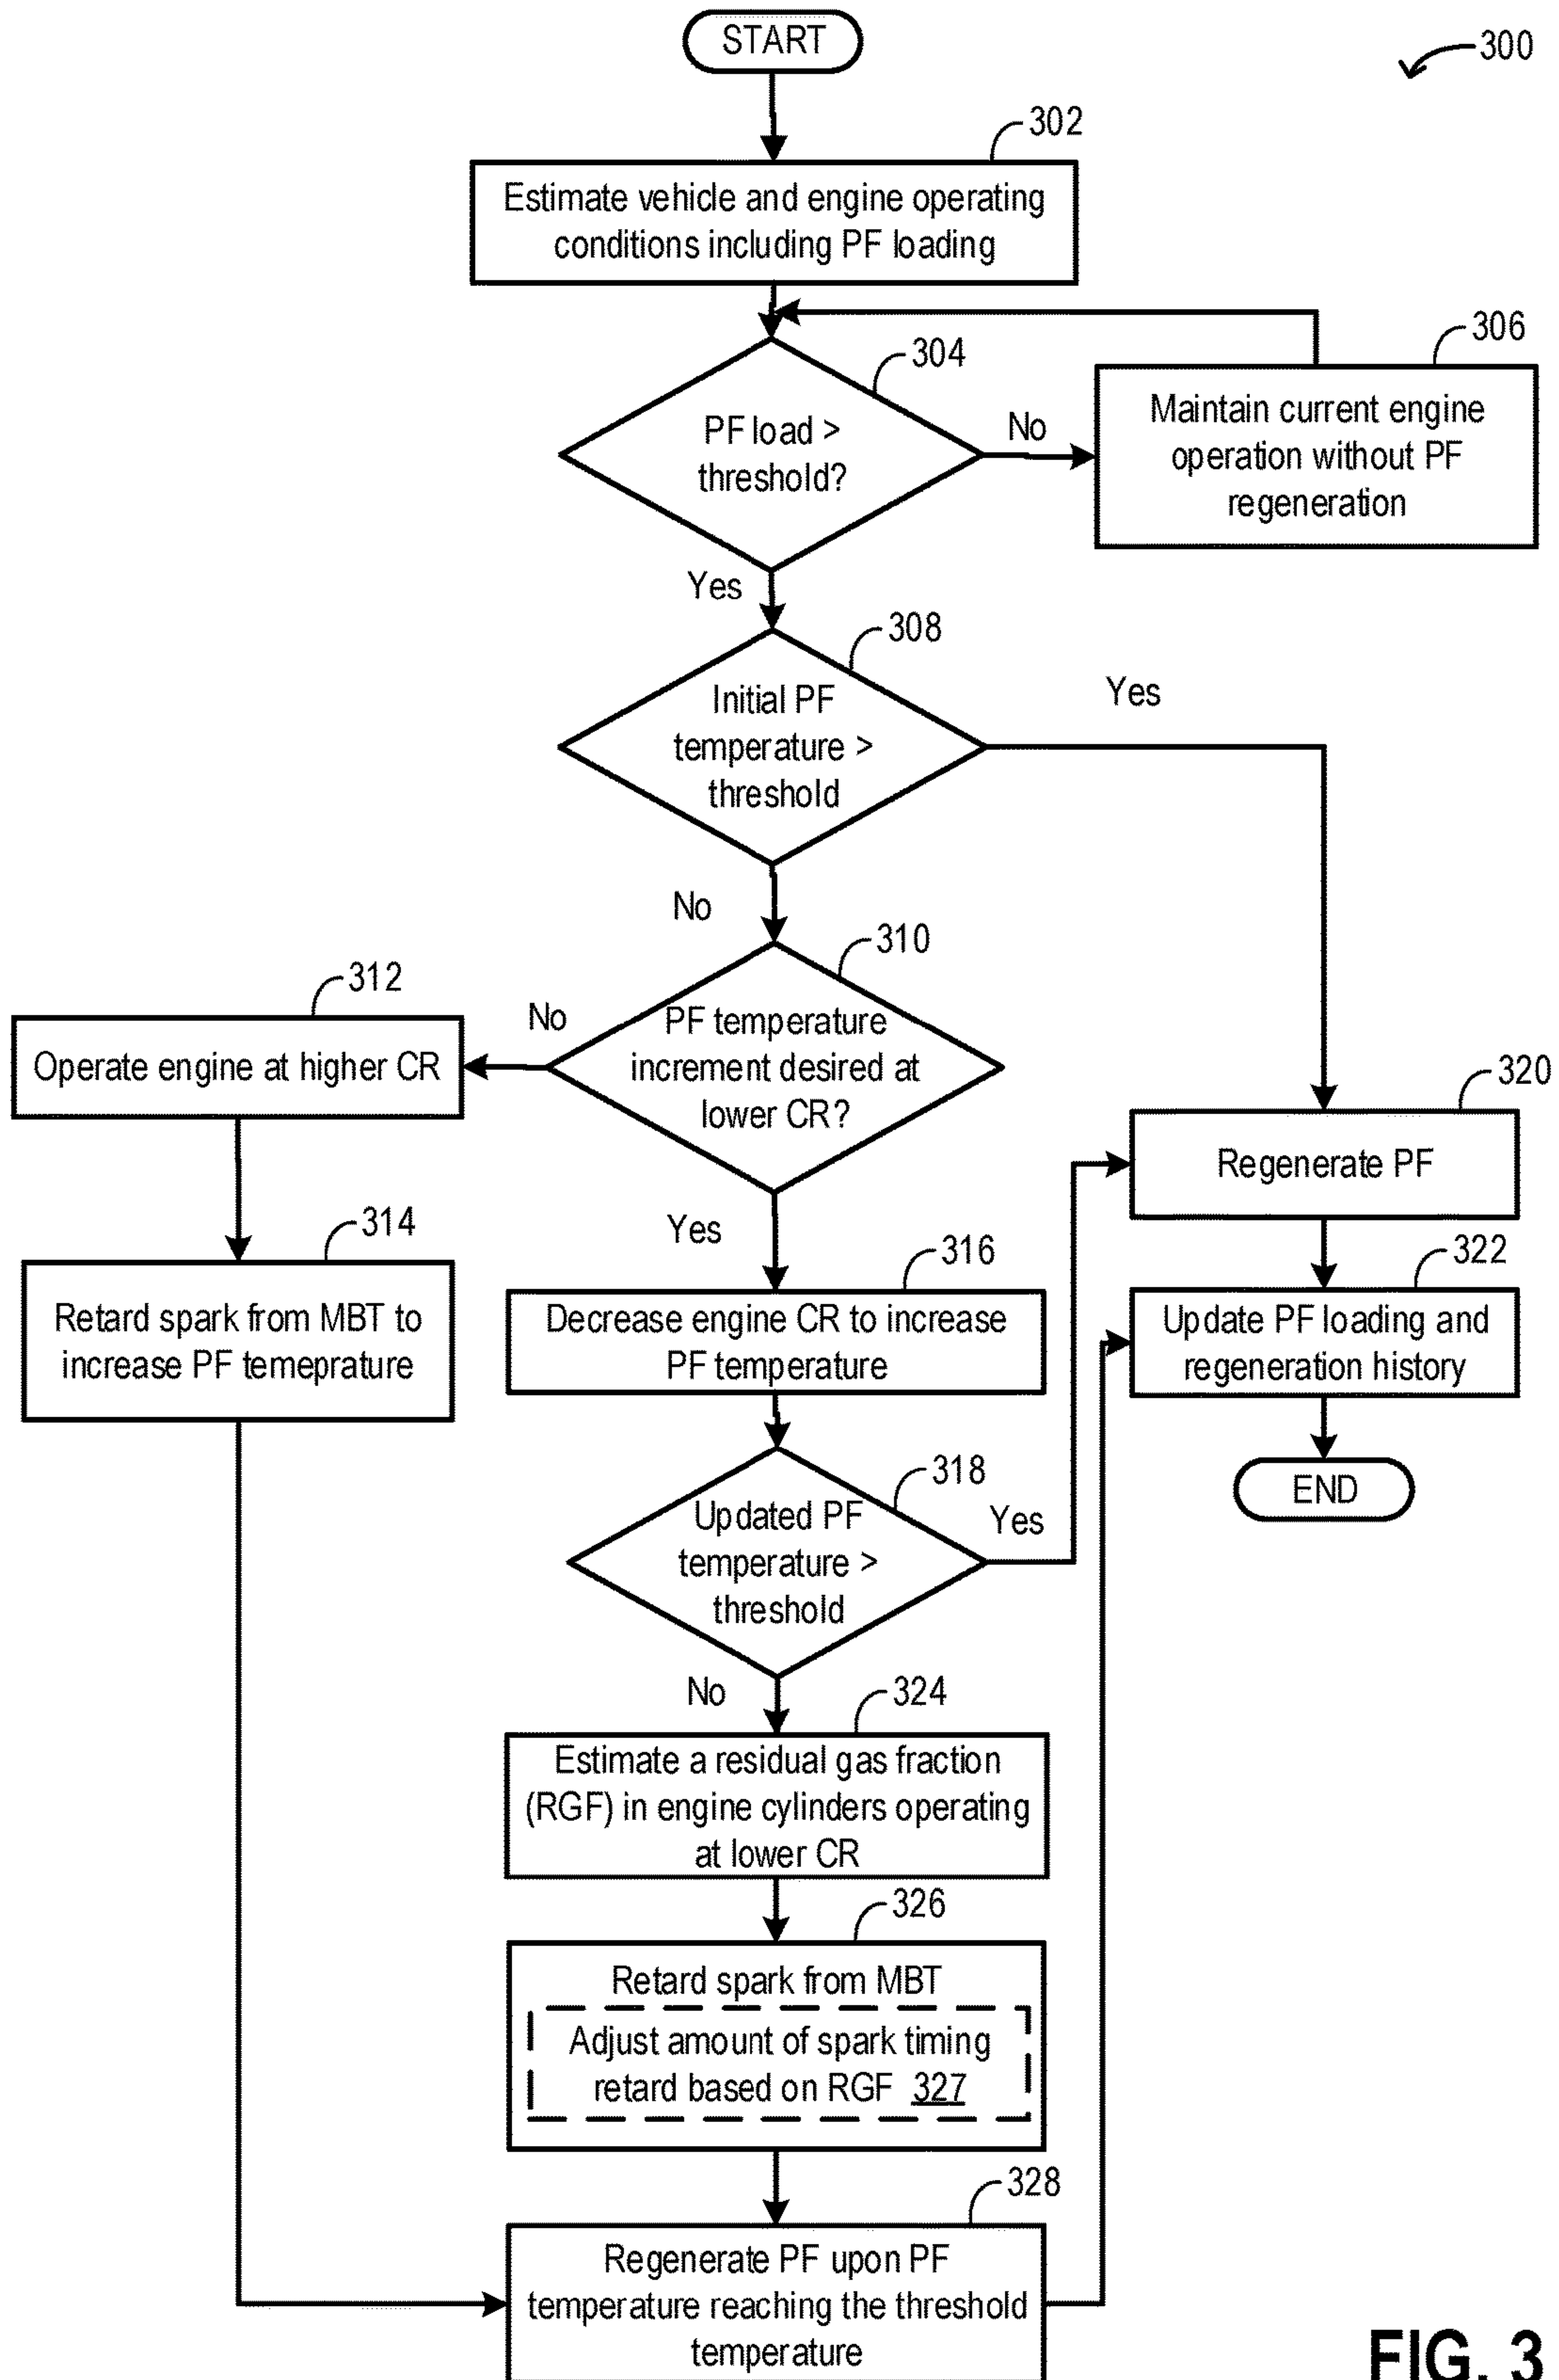 START
300
302
Estimate vehicle and engine operating
conditions including PF loading
304
PF load >
threshold?
No
306
Maintain current engine
operation without PF
regeneration
Yes
308
Initial PF
temperature >
threshold
Yes
No
310
PF temperature
increment desired at
lower CR?
No
312
Operate engine at higher CR
314
Retard spark from MBT to
increase PF temeprature
Yes
316
Decrease engine CR to increase
PF temperature
318
Updated PF
temperature >
threshold
Yes
320
Regenerate PF
322
Update PF loading and
regeneration history
END
No
324
Estimate a residual gas fraction
(RGF) in engine cylinders operating
at lower CR
326
Retard spark from MBT
Adjust amount of spark timing
retard based on RGF 327
328
Regenerate PF upon PF
temperature reaching the threshold
temperature
FIG. 3